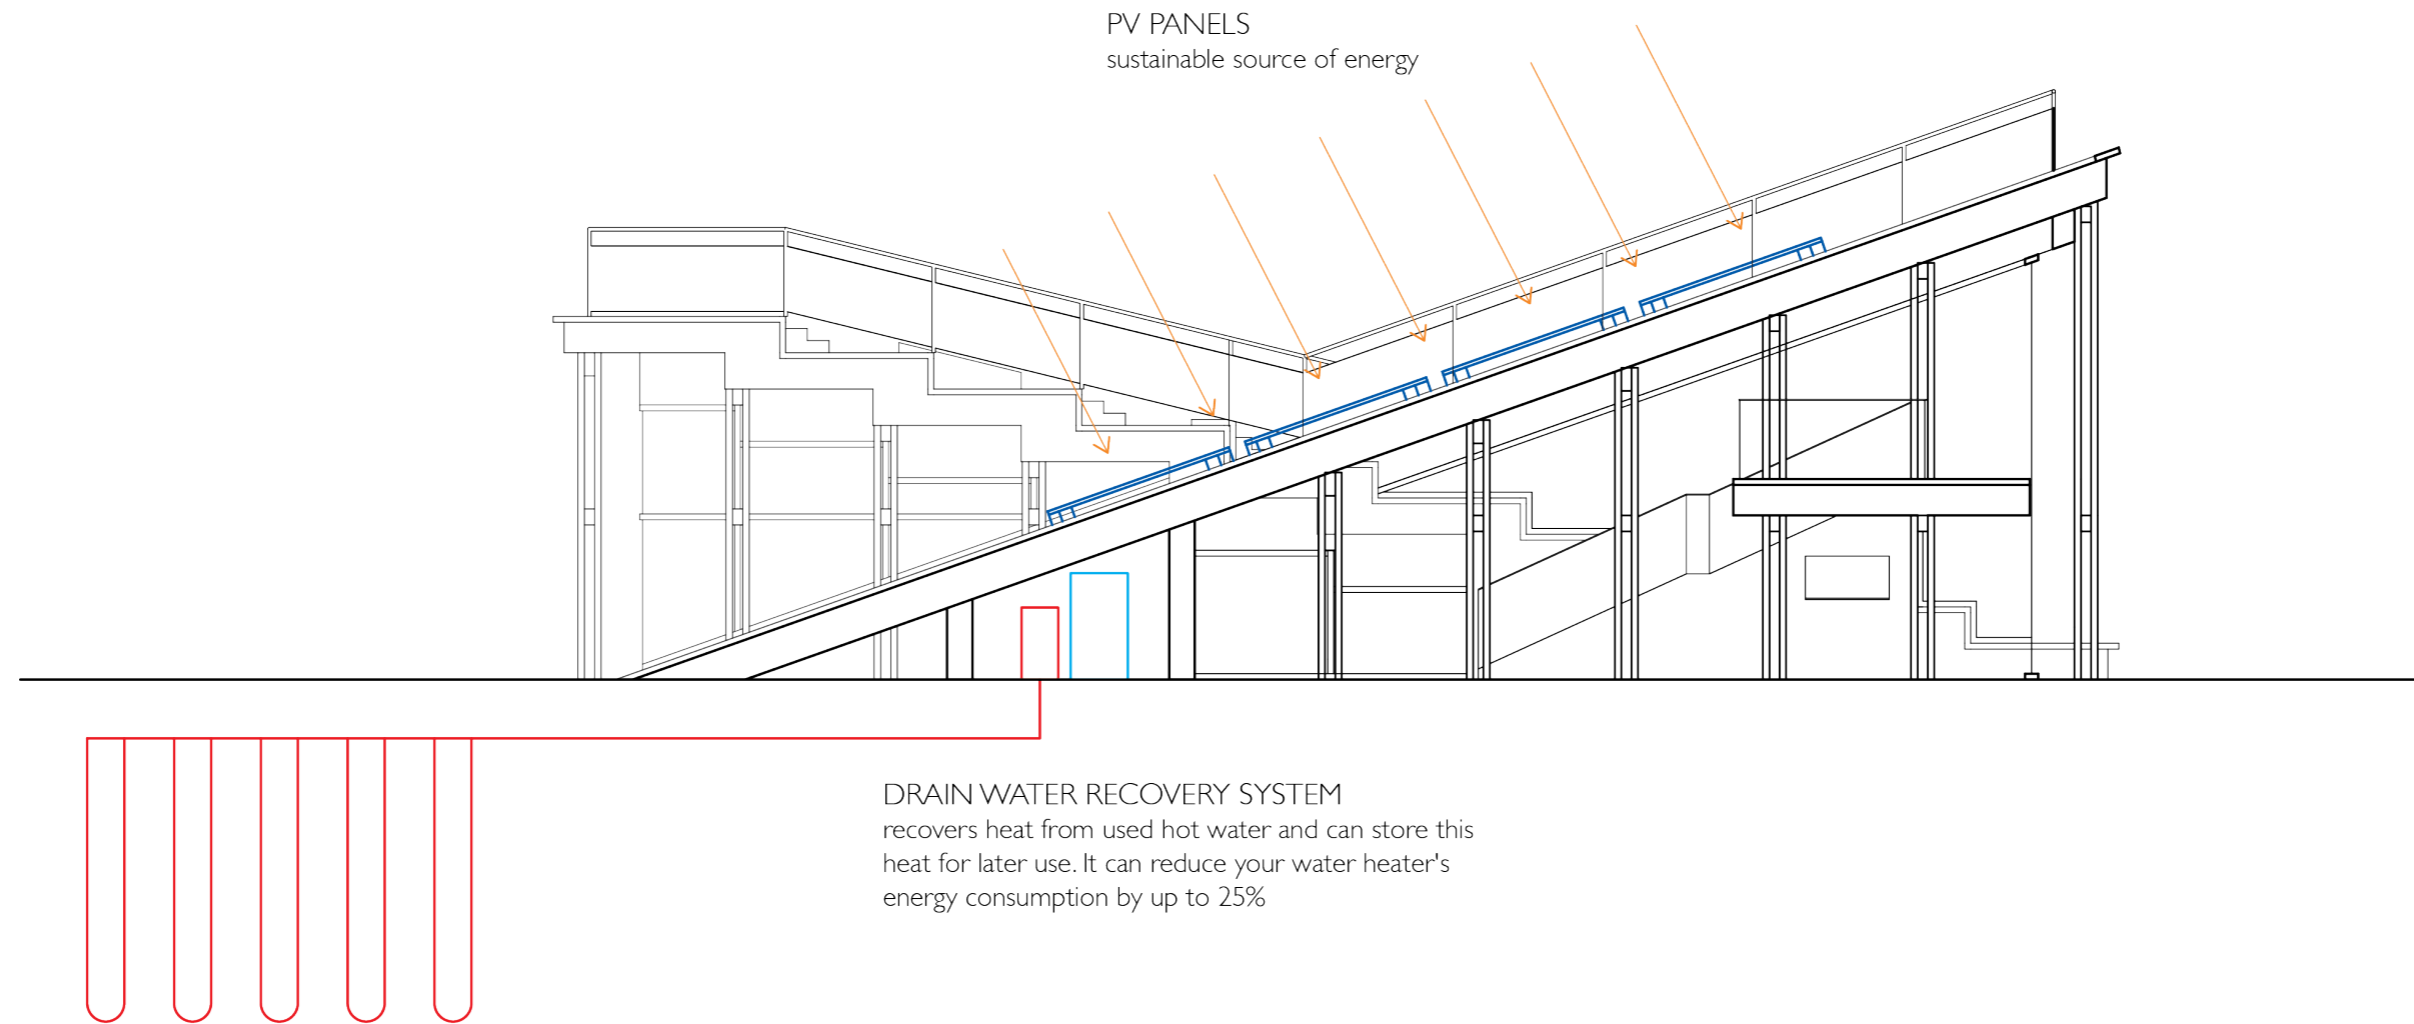 PV PANELS
sustainable source of energy
DRAIN WATER RECOVERY SYSTEM
recovers heat from used hot water and can store this
heat for later use. It can reduce your water heater's
energy consumption by up to 25%